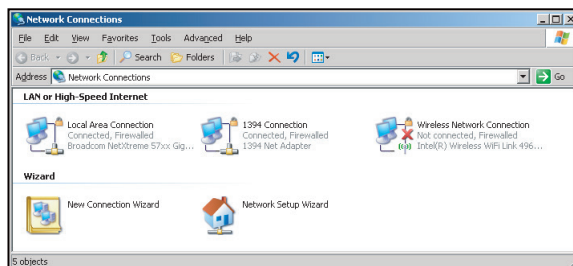 Network Connections
File Edit View Favorites Tools Advanced Help
Back Search Folders
Address Network Connections Go
LAN or High-Speed Internet
Local Area Connection
Connected, Firewalled
Broadcom NetXtreme 57xx Gig...
1394 Connection
Connected, Firewalled
1394 Net Adapter
Wireless Network Connection
Not connected, Firewalled
Intel(R) Wireless WiFi Link 496...
Wizard
New Connection Wizard
Network Setup Wizard
5 objects